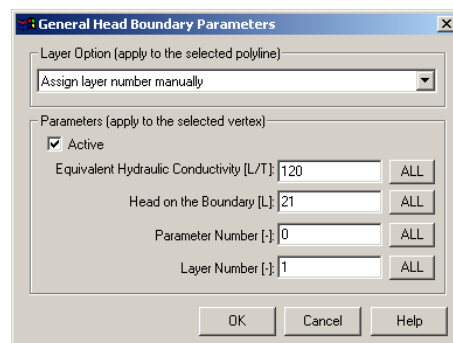 General Head Boundary Parameters
Layer Option (apply to the selected polyline)
Assign layer number manually
Parameters (apply to the selected vertex)
Active
Equivalent Hydraulic Conductivity [L/T]: 120 ALL
Head on the Boundary [L]: 21 ALL
Parameter Number [-]: 0 ALL
Layer Number [-]: 1 ALL
OK Cancel Help